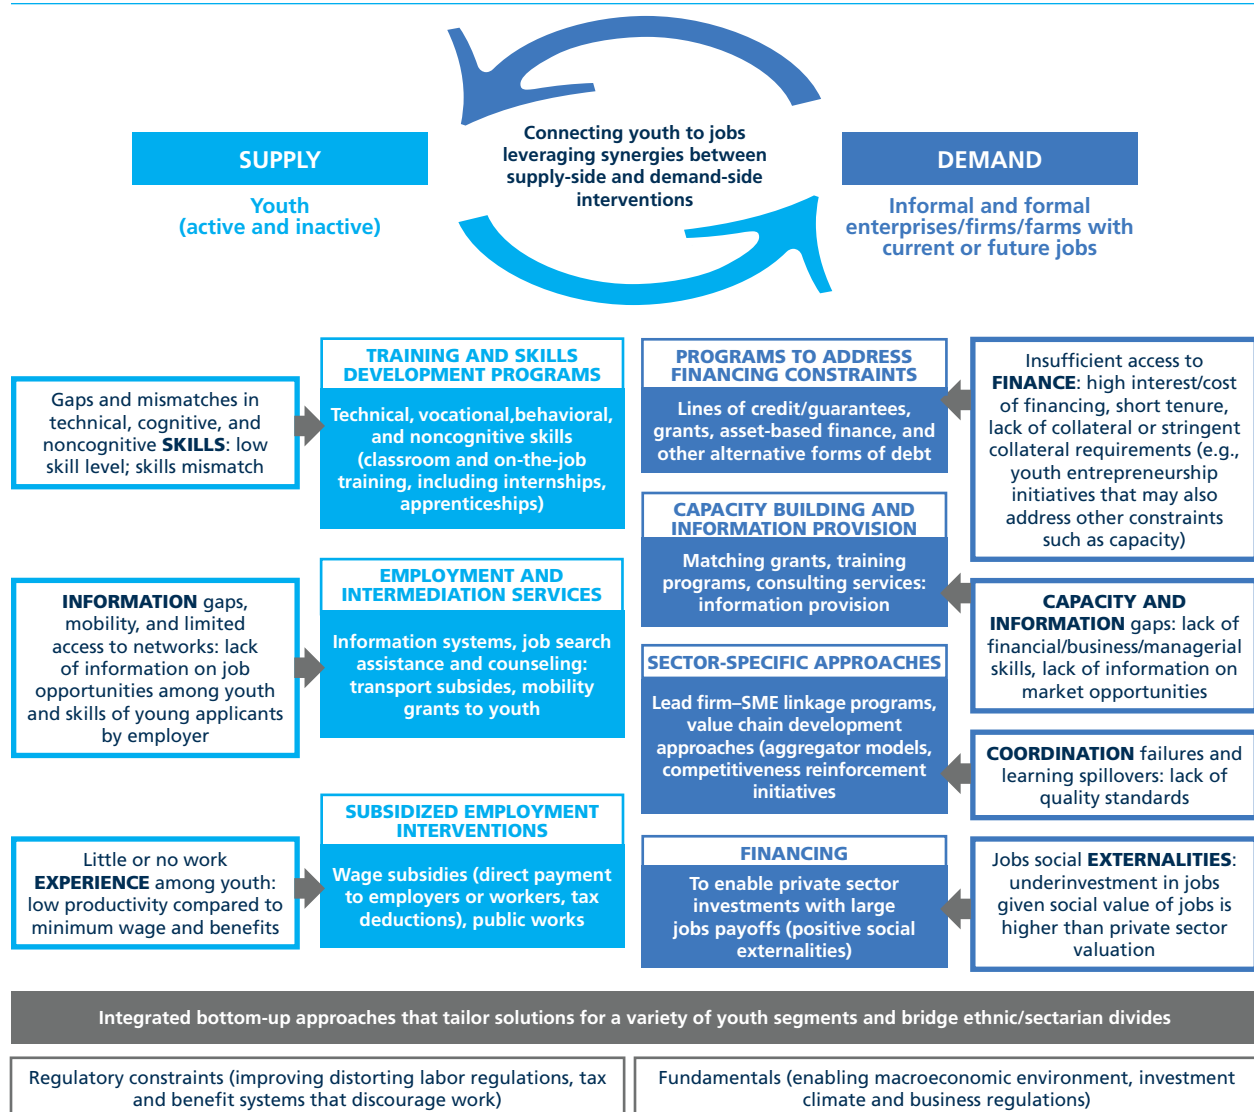 Connecting youth to jobs
leveraging synergies between
supply-side and demand-side
interventions
SUPPLY
Youth
(active and inactive)
DEMAND
Informal and formal
enterprises/firms/farms with
current or future jobs
Gaps and mismatches in
technical, cognitive, and
noncognitive SKILLS: low
skill level; skills mismatch
TRAINING AND SKILLS
DEVELOPMENT PROGRAMS
Technical, vocational,behavioral,
and noncognitive skills
(classroom and on-the-job
training, including internships,
apprenticeships)
INFORMATION gaps,
mobility, and limited
access to networks: lack
of information on job
opportunities among youth
and skills of young applicants
by employer
EMPLOYMENT AND
INTERMEDIATION SERVICES
Information systems, job search
assistance and counseling:
transport subsides, mobility
grants to youth
Little or no work
EXPERIENCE among youth:
low productivity compared to
minimum wage and benefits
SUBSIDIZED EMPLOYMENT
INTERVENTIONS
Wage subsidies (direct payment
to employers or workers, tax
deductions), public works
PROGRAMS TO ADDRESS
FINANCING CONSTRAINTS
Lines of credit/guarantees,
grants, asset-based finance, and
other alternative forms of debt
Insufficient access to
FINANCE: high interest/cost
of financing, short tenure,
lack of collateral or stringent
collateral requirements (e.g.,
youth entrepreneurship
initiatives that may also
address other constraints
such as capacity)
CAPACITY BUILDING AND
INFORMATION PROVISION
Matching grants, training
programs, consulting services:
information provision
CAPACITY AND
INFORMATION gaps: lack of
financial/business/managerial
skills, lack of information on
market opportunities
SECTOR-SPECIFIC APPROACHES
Lead firm–SME linkage programs,
value chain development
approaches (aggregator models,
competitiveness reinforcement
initiatives
COORDINATION failures and
learning spillovers: lack of
quality standards
FINANCING
To enable private sector
investments with large
jobs payoffs (positive social
externalities)
Jobs social EXTERNALITIES:
underinvestment in jobs
given social value of jobs is
higher than private sector
valuation
Integrated bottom-up approaches that tailor solutions for a variety of youth segments and bridge ethnic/sectarian divides
Regulatory constraints (improving distorting labor regulations, tax
and benefit systems that discourage work)
Fundamentals (enabling macroeconomic environment, investment
climate and business regulations)